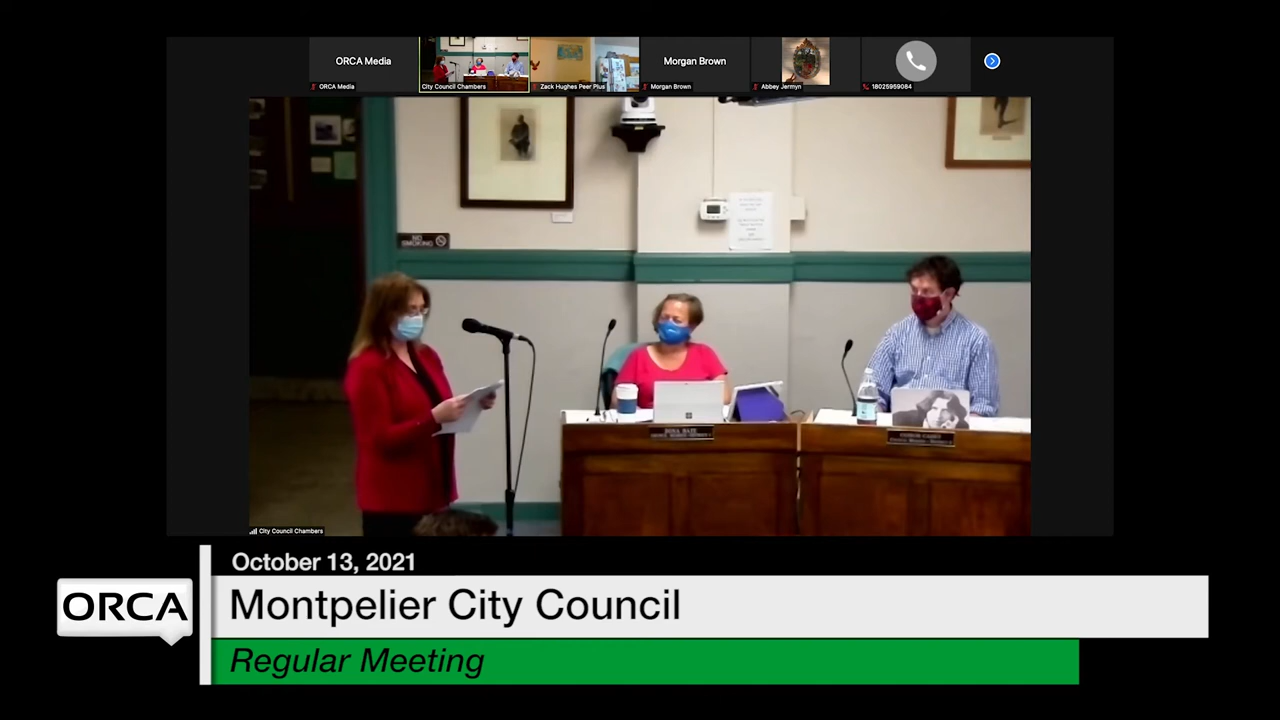 ORCA Media
Morgan Brown
ORCA Media
City Council Chambers
Zack Hughes Peer Plus
Morgan Brown
Abbey Jermyn
18025959084
NO
SMOKING
City Council Chambers
October 13, 2021
ORCA
Montpelier City Council
Regular Meeting